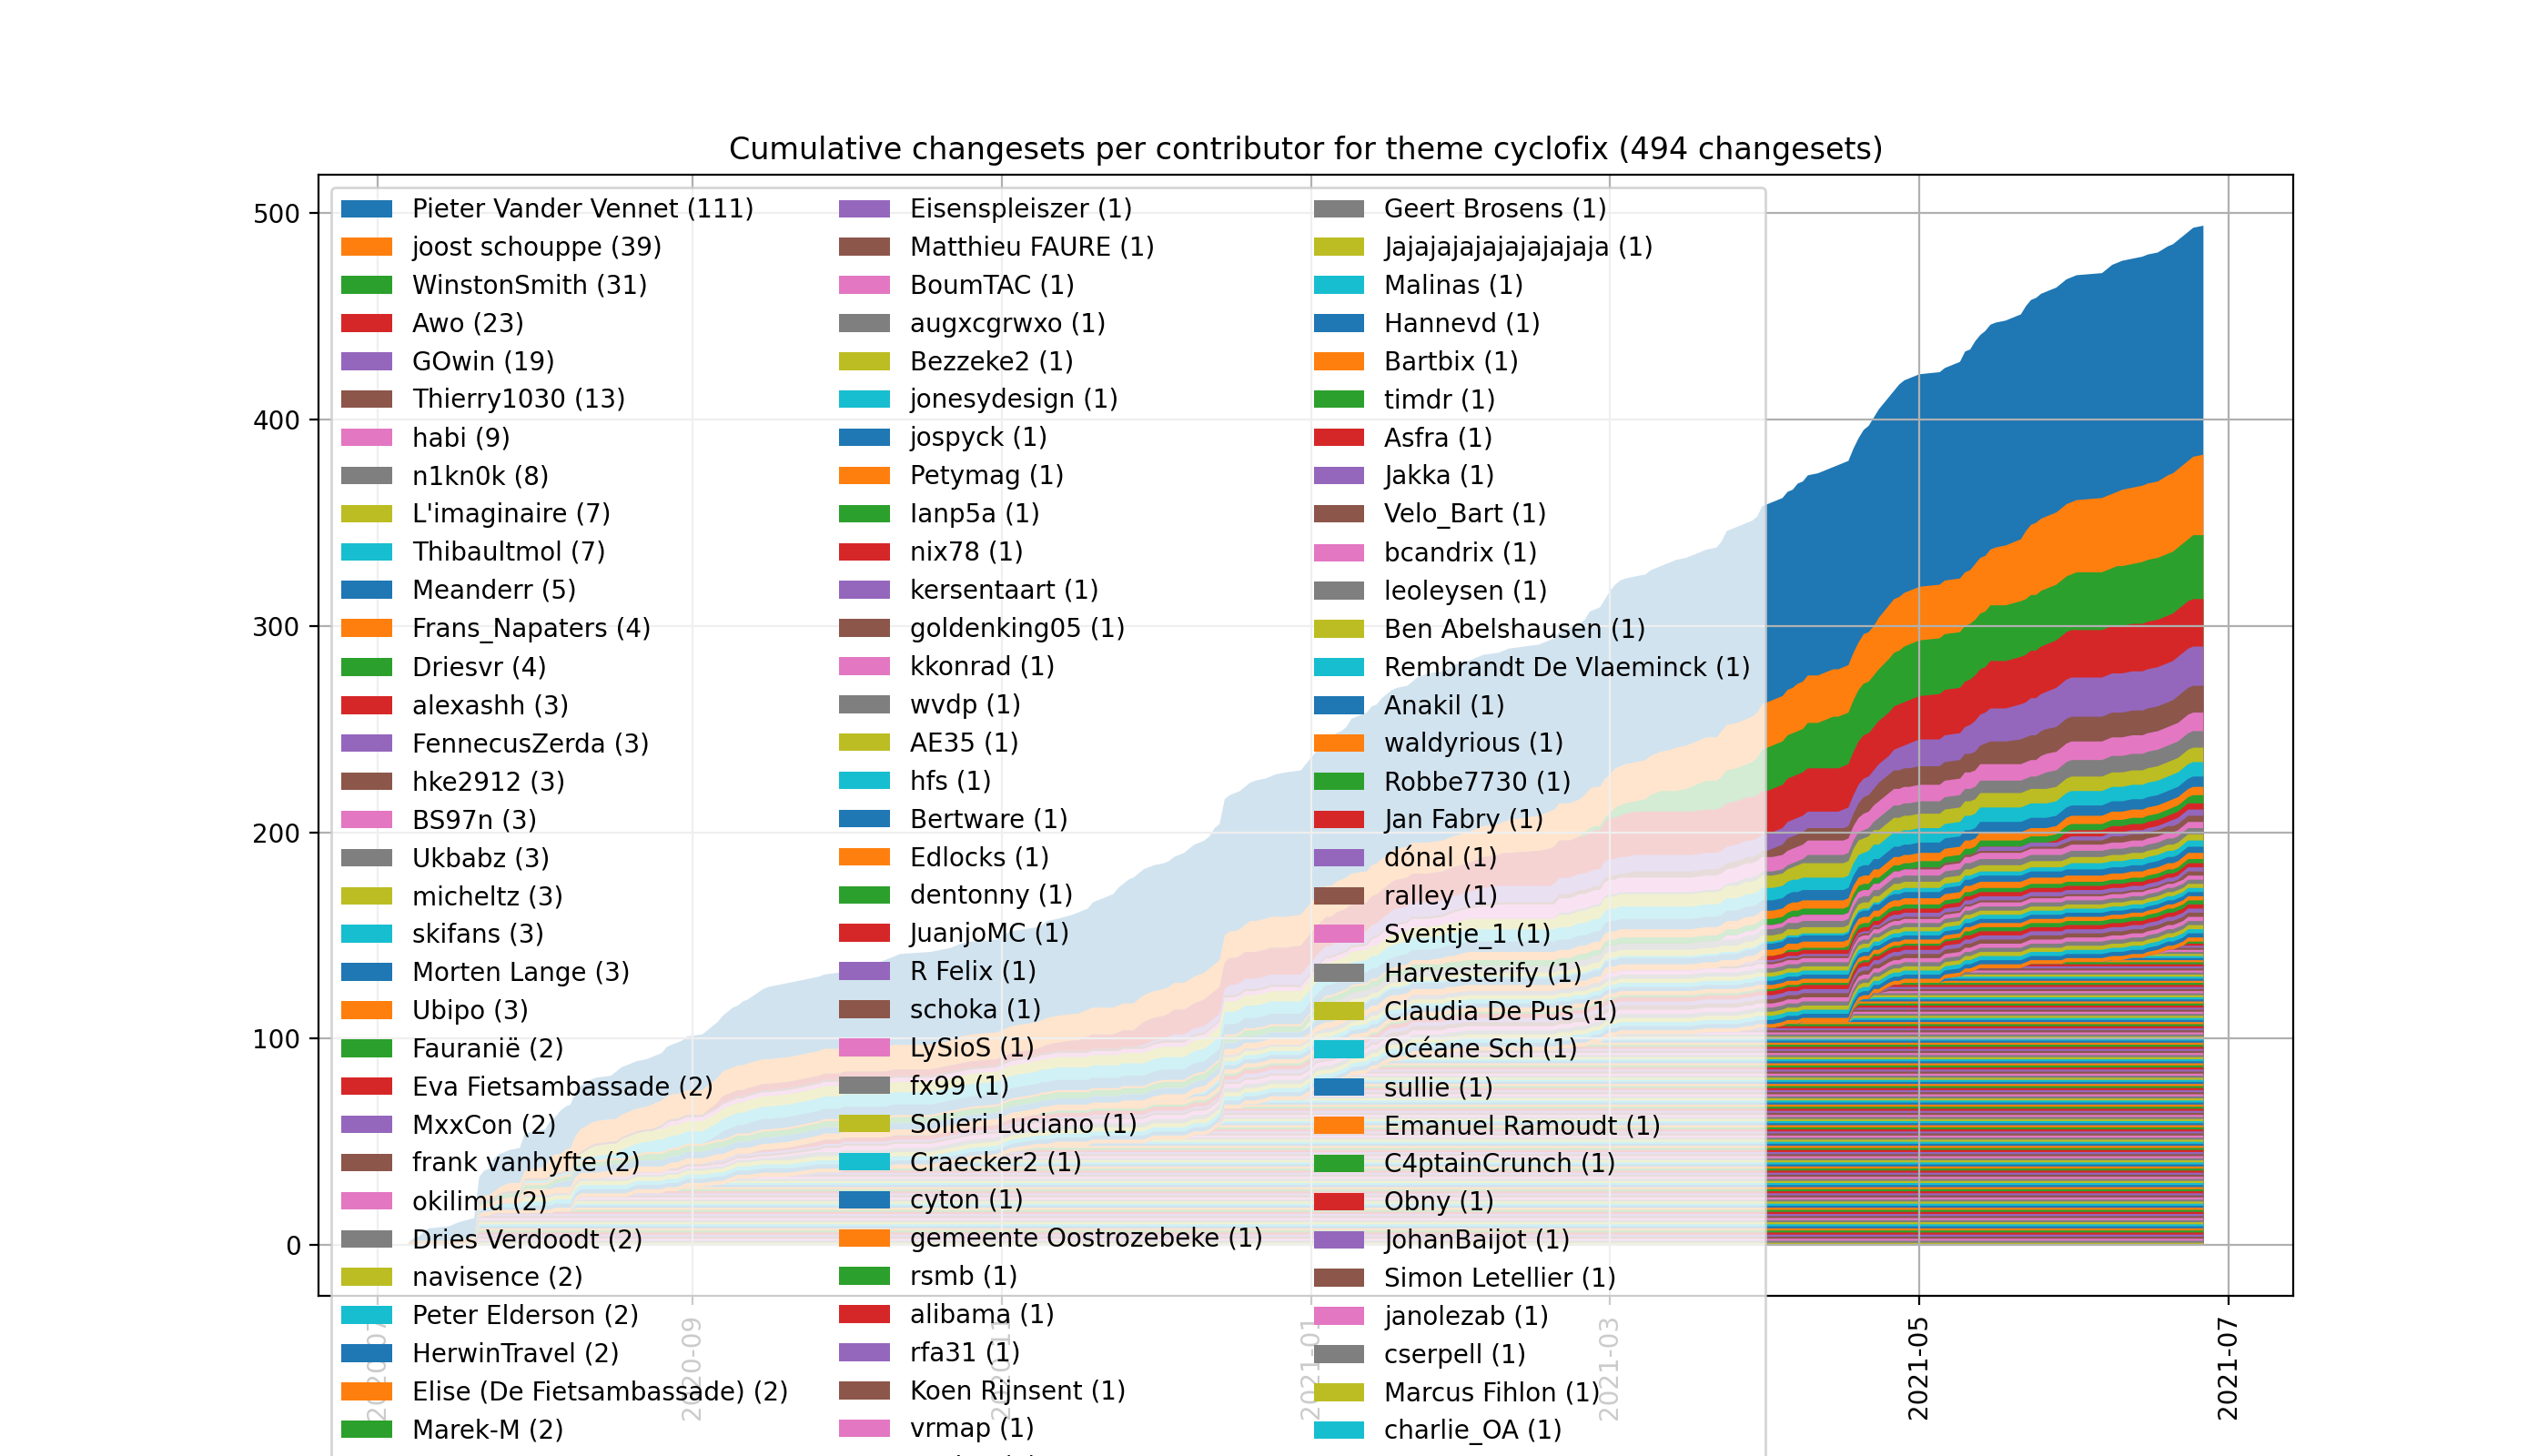 Cumulative changesets per contributor for theme cyclofix (494 changesets)
500
400
300
200
100
0
Pieter Vander Vennet (111)
joost schouppe (39)
WinstonSmith (31)
Awo (23)
GOwin (19)
Thierry1030 (13)
habi (9)
n1kn0k (8)
L'imaginaire (7)
Thibaultmol (7)
Meanderr (5)
Frans_Napaters (4)
Driesvr (4)
alexashh (3)
FennecusZerda (3)
hke2912 (3)
BS97n (3)
Ukbabz (3)
micheltz (3)
skifans (3)
Morten Lange (3)
Ubipo (3)
Fauranië (2)
Eva Fietsambassade (2)
MxxCon (2)
frank vanhyfte (2)
okilimu (2)
Dries Verdoodt (2)
navisence (2)
Peter Elderson (2)
HerwinTravel (2)
Elise (De Fietsambassade) (2)
Marek-M (2)
Eisenspleiszer (1)
Matthieu FAURE (1)
BoumTAC (1)
augxcgrwxo (1)
Bezzeke2 (1)
jonesydesign (1)
jospyck (1)
Petymag (1)
Ianp5a (1)
nix78 (1)
kersentaart (1)
goldenking05 (1)
kkonrad (1)
wvdp (1)
AE35 (1)
hfs (1)
Bertware (1)
Edlocks (1)
dentonny (1)
JuanjoMC (1)
R Felix (1)
schoka (1)
LySioS (1)
fx99 (1)
Solieri Luciano (1)
Craecker2 (1)
cyton (1)
gemeente Oostrozebeke (1)
rsmb (1)
alibama (1)
rfa31 (1)
Koen Rijnsent (1)
vrmap (1)
Geert Brosens (1)
Jajajajajajajajajaja (1)
Malinas (1)
Hannevd (1)
Bartbix (1)
timdr (1)
Asfra (1)
Jakka (1)
Velo_Bart (1)
bcandrix (1)
leoleysen (1)
Ben Abelshausen (1)
Rembrandt De Vlaeminck (1)
Anakil (1)
waldyrious (1)
Robbe7730 (1)
Jan Fabry (1)
dónal (1)
ralley (1)
Sventje_1 (1)
Harvesterify (1)
Claudia De Pus (1)
Océane Sch (1)
sullie (1)
Emanuel Ramoudt (1)
C4ptainCrunch (1)
Obny (1)
JohanBaijot (1)
Simon Letellier (1)
janolezab (1)
cserpell (1)
Marcus Fihlon (1)
charlie_OA (1)
2020-07
2020-09
2020-11
2021-01
2021-03
2021-05
2021-07